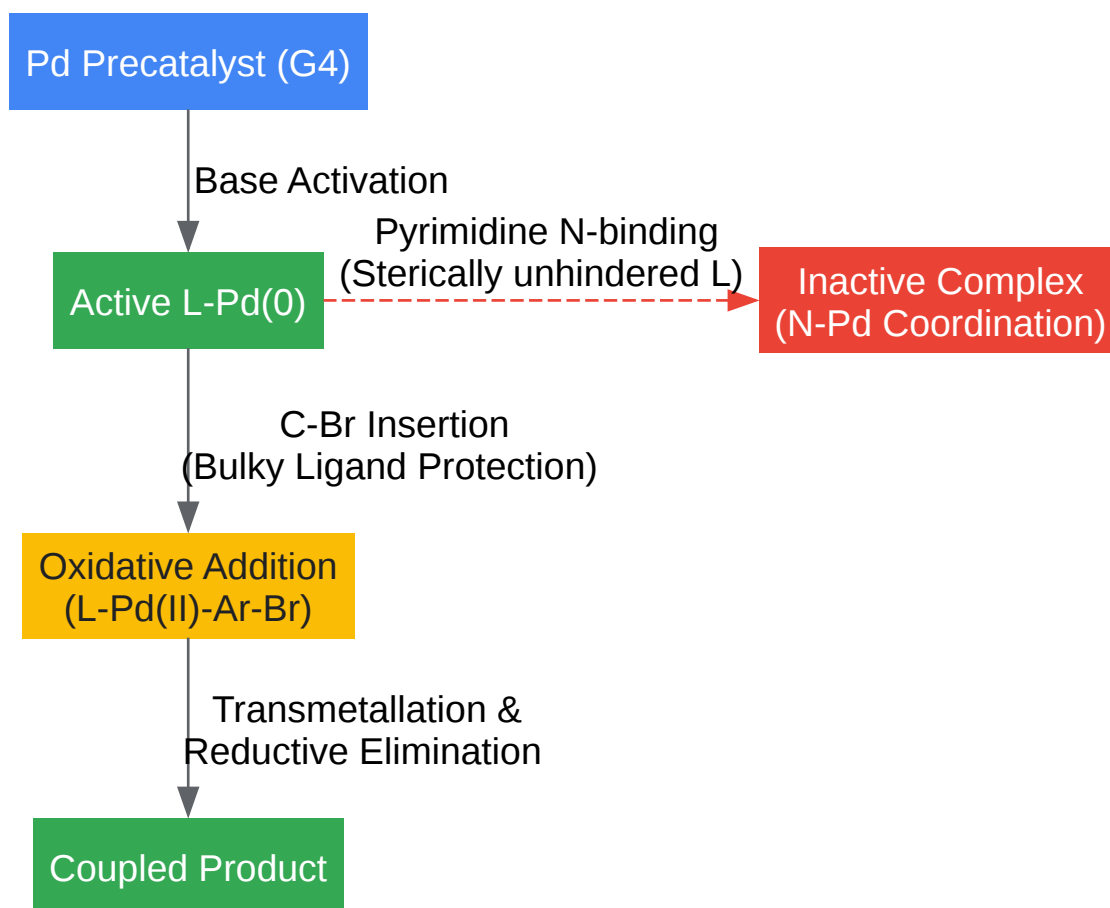 Pd Precatalyst (G4)
Base Activation
Pyrimidine N-binding
(Sterically unhindered L)
Active L-Pd(0)
Inactive Complex
(N-Pd Coordination)
C-Br Insertion
(Bulky Ligand Protection)
Oxidative Addition
(L-Pd(II)-Ar-Br)
Transmetallation &
Reductive Elimination
Coupled Product